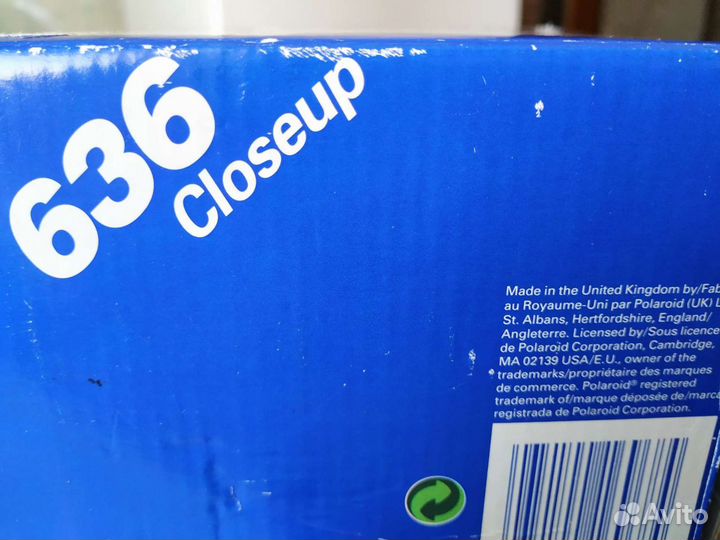 636
Closeup
Made in the United Kingdom by/Fab
au Royaume-Uni par Polaroid (UK) L
St. Albans, Hertfordshire, England/
Angleterre. Licensed by/Sous licence
de Polaroid Corporation, Cambridge,
MA 02139 USA/E.U., owner of the
trademarks/propriétaire des marques
de commerce. Polaroid® registered
trademark of/marque déposée de/marca
registrada de Polaroid Corporation.
Avito